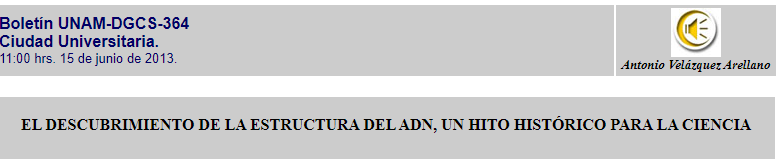 Boletín UNAM-DGCS-364
Ciudad Universitaria.
11:00 hrs. 15 de junio de 2013.
Antonio Velázquez Arellano
EL DESCUBRIMIENTO DE LA ESTRUCTURA DEL ADN, UN HITO HISTÓRICO PARA LA CIENCIA